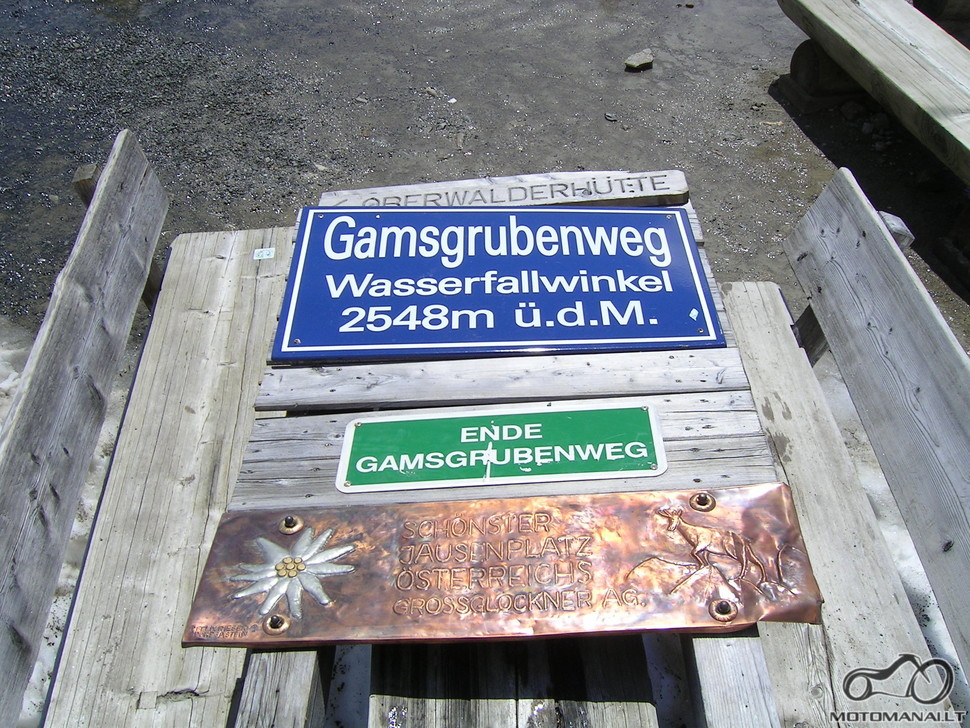 OBERWALDERHÜTTE
Gamsgrubenweg
Wasserfallwinkel
2548m ü.d.M.
ENDE
GAMSGRUBENWEG
SCHÖNSTER
JAUSENPLATZ
ÖSTERREICHS
GROSSGLOCKNER AG.
MOTOMANAI.LT